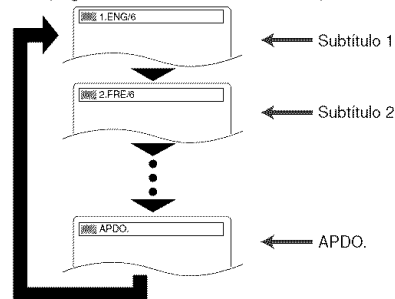 1.ENG/6
Subtítulo 1
2.FRE/6
Subtítulo 2
APDO.
APDO.